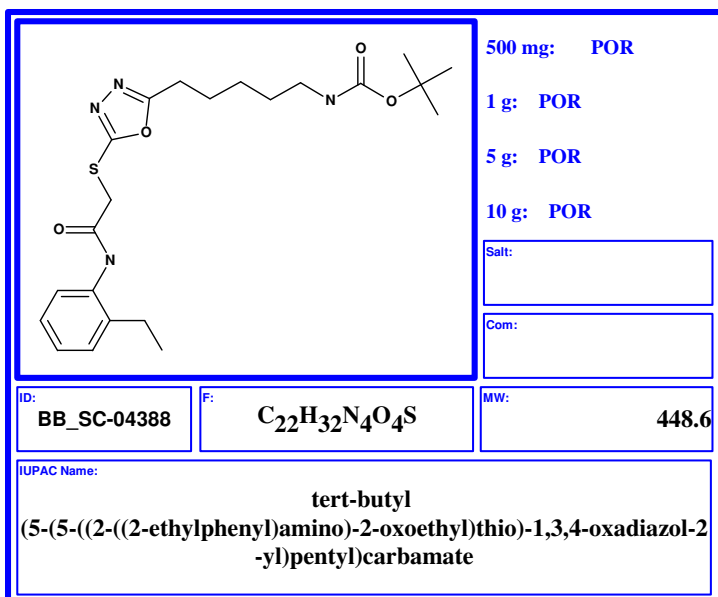 O
N
N
N
O
O
S
O
N
500 mg: POR
1 g: POR
5 g: POR
10 g: POR
Salt:
Com:
ID:
BB_SC-04388
F:
C22H32N4O4S
MW:
448.6
IUPAC Name:
tert-butyl
(5-(5-((2-((2-ethylphenyl)amino)-2-oxoethyl)thio)-1,3,4-oxadiazol-2
-yl)pentyl)carbamate